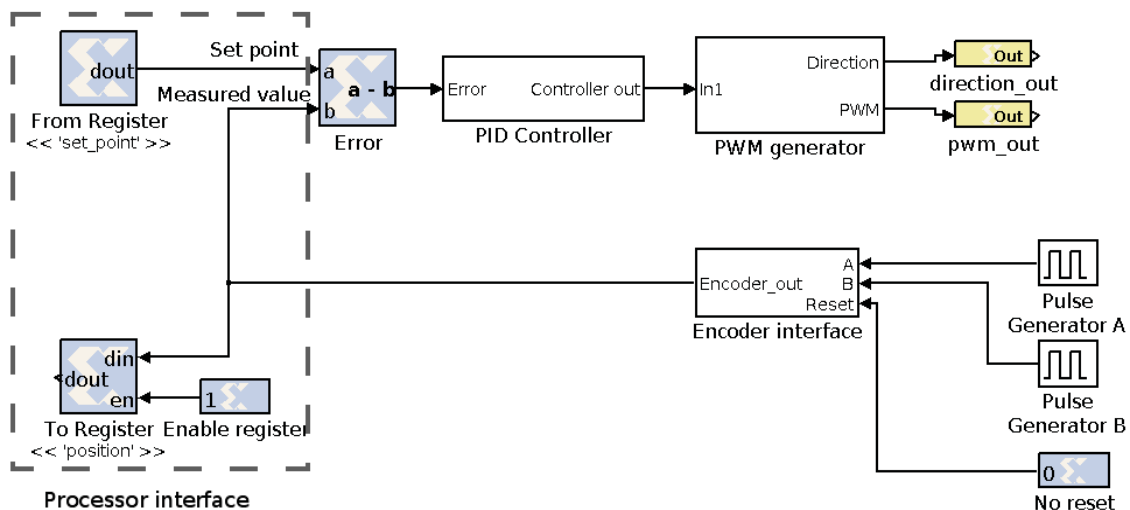 Set point
dout
Measured value
From Register
<< 'set_point' >>
a
a - b
b
Error
Error
Controller out
PID Controller
In1
Direction
PWM
PWM generator
Out
direction_out
Out
pwm_out
Encoder_out
A
B
Reset
Encoder interface
Pulse
Generator A
Pulse
Generator B
0
No reset
din
dout
en
1
To Register
Enable register
<< 'position' >>
Processor interface